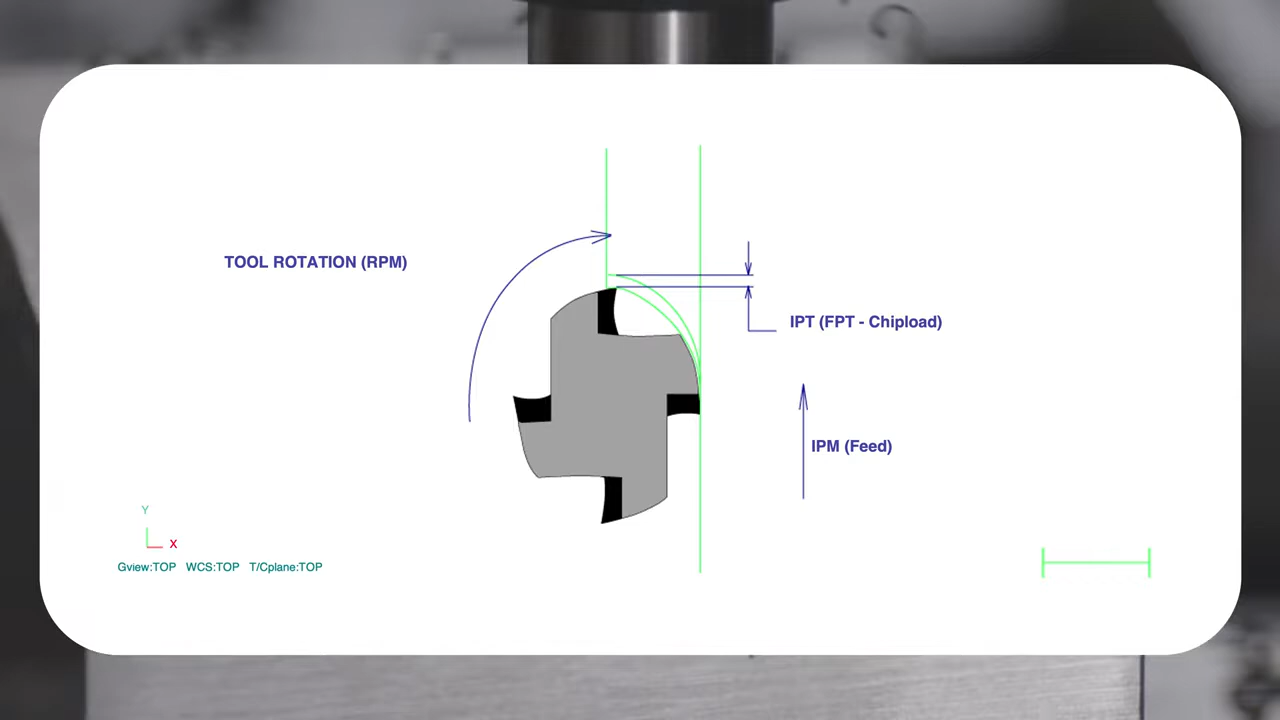 TOOL ROTATION (RPM)
IPT (FPT - Chipload)
IPM (Feed)
Y
X
Gview:TOP WCS:TOP T/Cplane:TOP